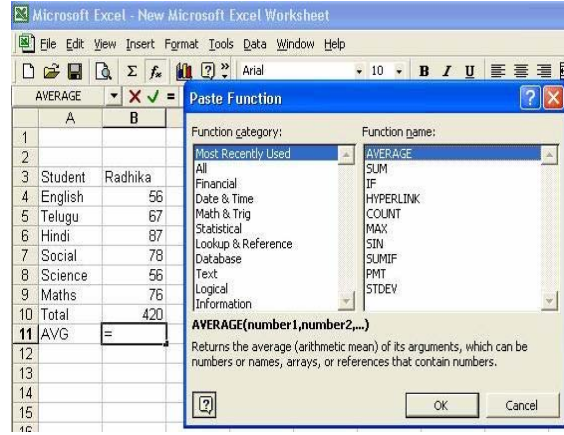 Microsoft Excel - New Microsoft Excel Worksheet
File Edit View Insert Format Tools Data Window Help
Σ fx ? Arial 10 B I U
AVERAGE X ✓ =
A B
1
2
3 Student Radhika
4 English 56
5 Telugu 67
6 Hindi 87
7 Social 78
8 Science 56
9 Maths 76
10 Total 420
11 AVG =
12
13
14
15
16
Paste Function ? X
Function category: Function name:
Most Recently Used AVERAGE
All SUM
Financial IF
Date & Time HYPERLINK
Math & Trig COUNT
Statistical MAX
Lookup & Reference SIN
Database SUMIF
Text PMT
Logical STDEV
Information
AVERAGE(number1,number2,...)
Returns the average (arithmetic mean) of its arguments, which can be
numbers or names, arrays, or references that contain numbers.
? OK Cancel